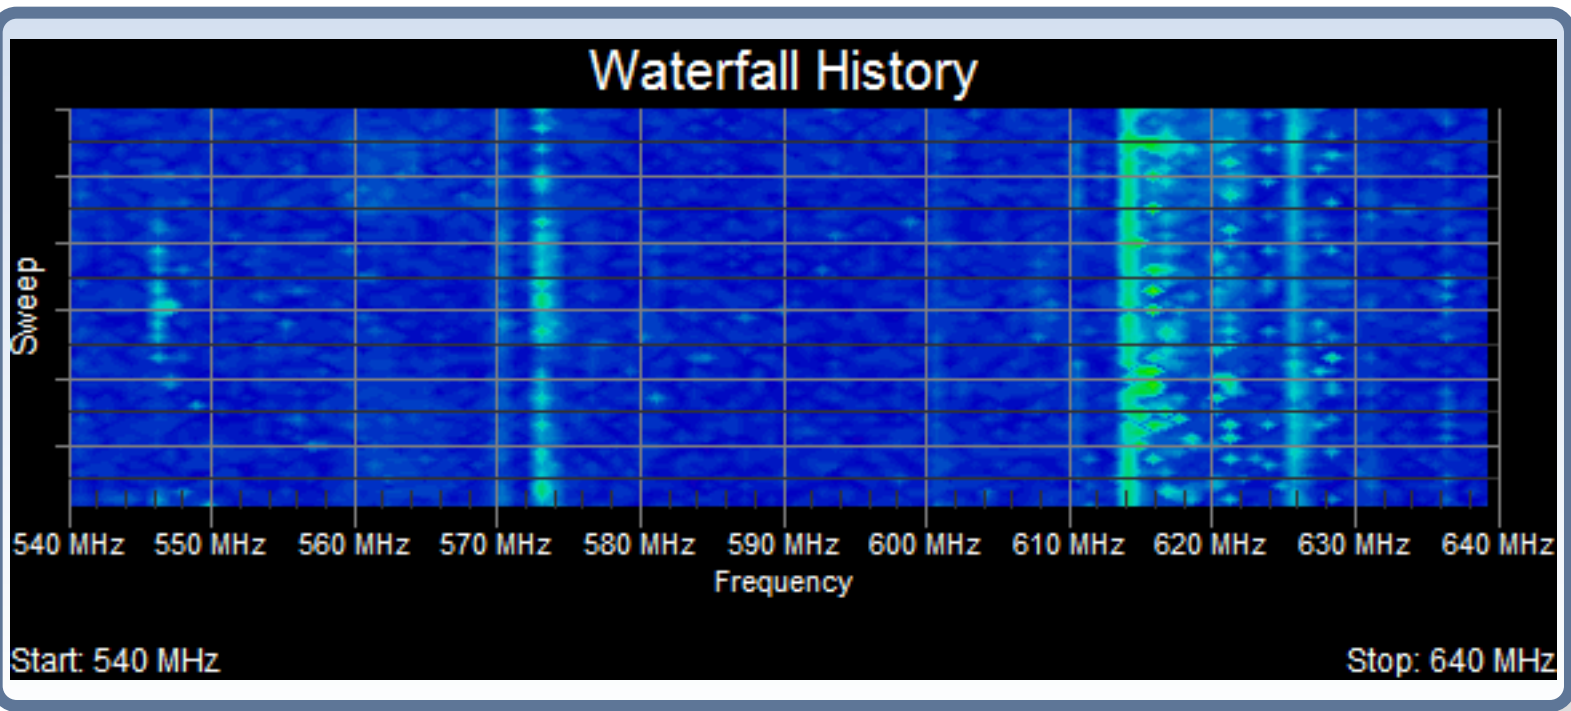 Waterfall History
Sweep
540 MHz 550 MHz 560 MHz 570 MHz 580 MHz 590 MHz 600 MHz 610 MHz 620 MHz 630 MHz 640 MHz
Frequency
Start: 540 MHz Stop: 640 MHz